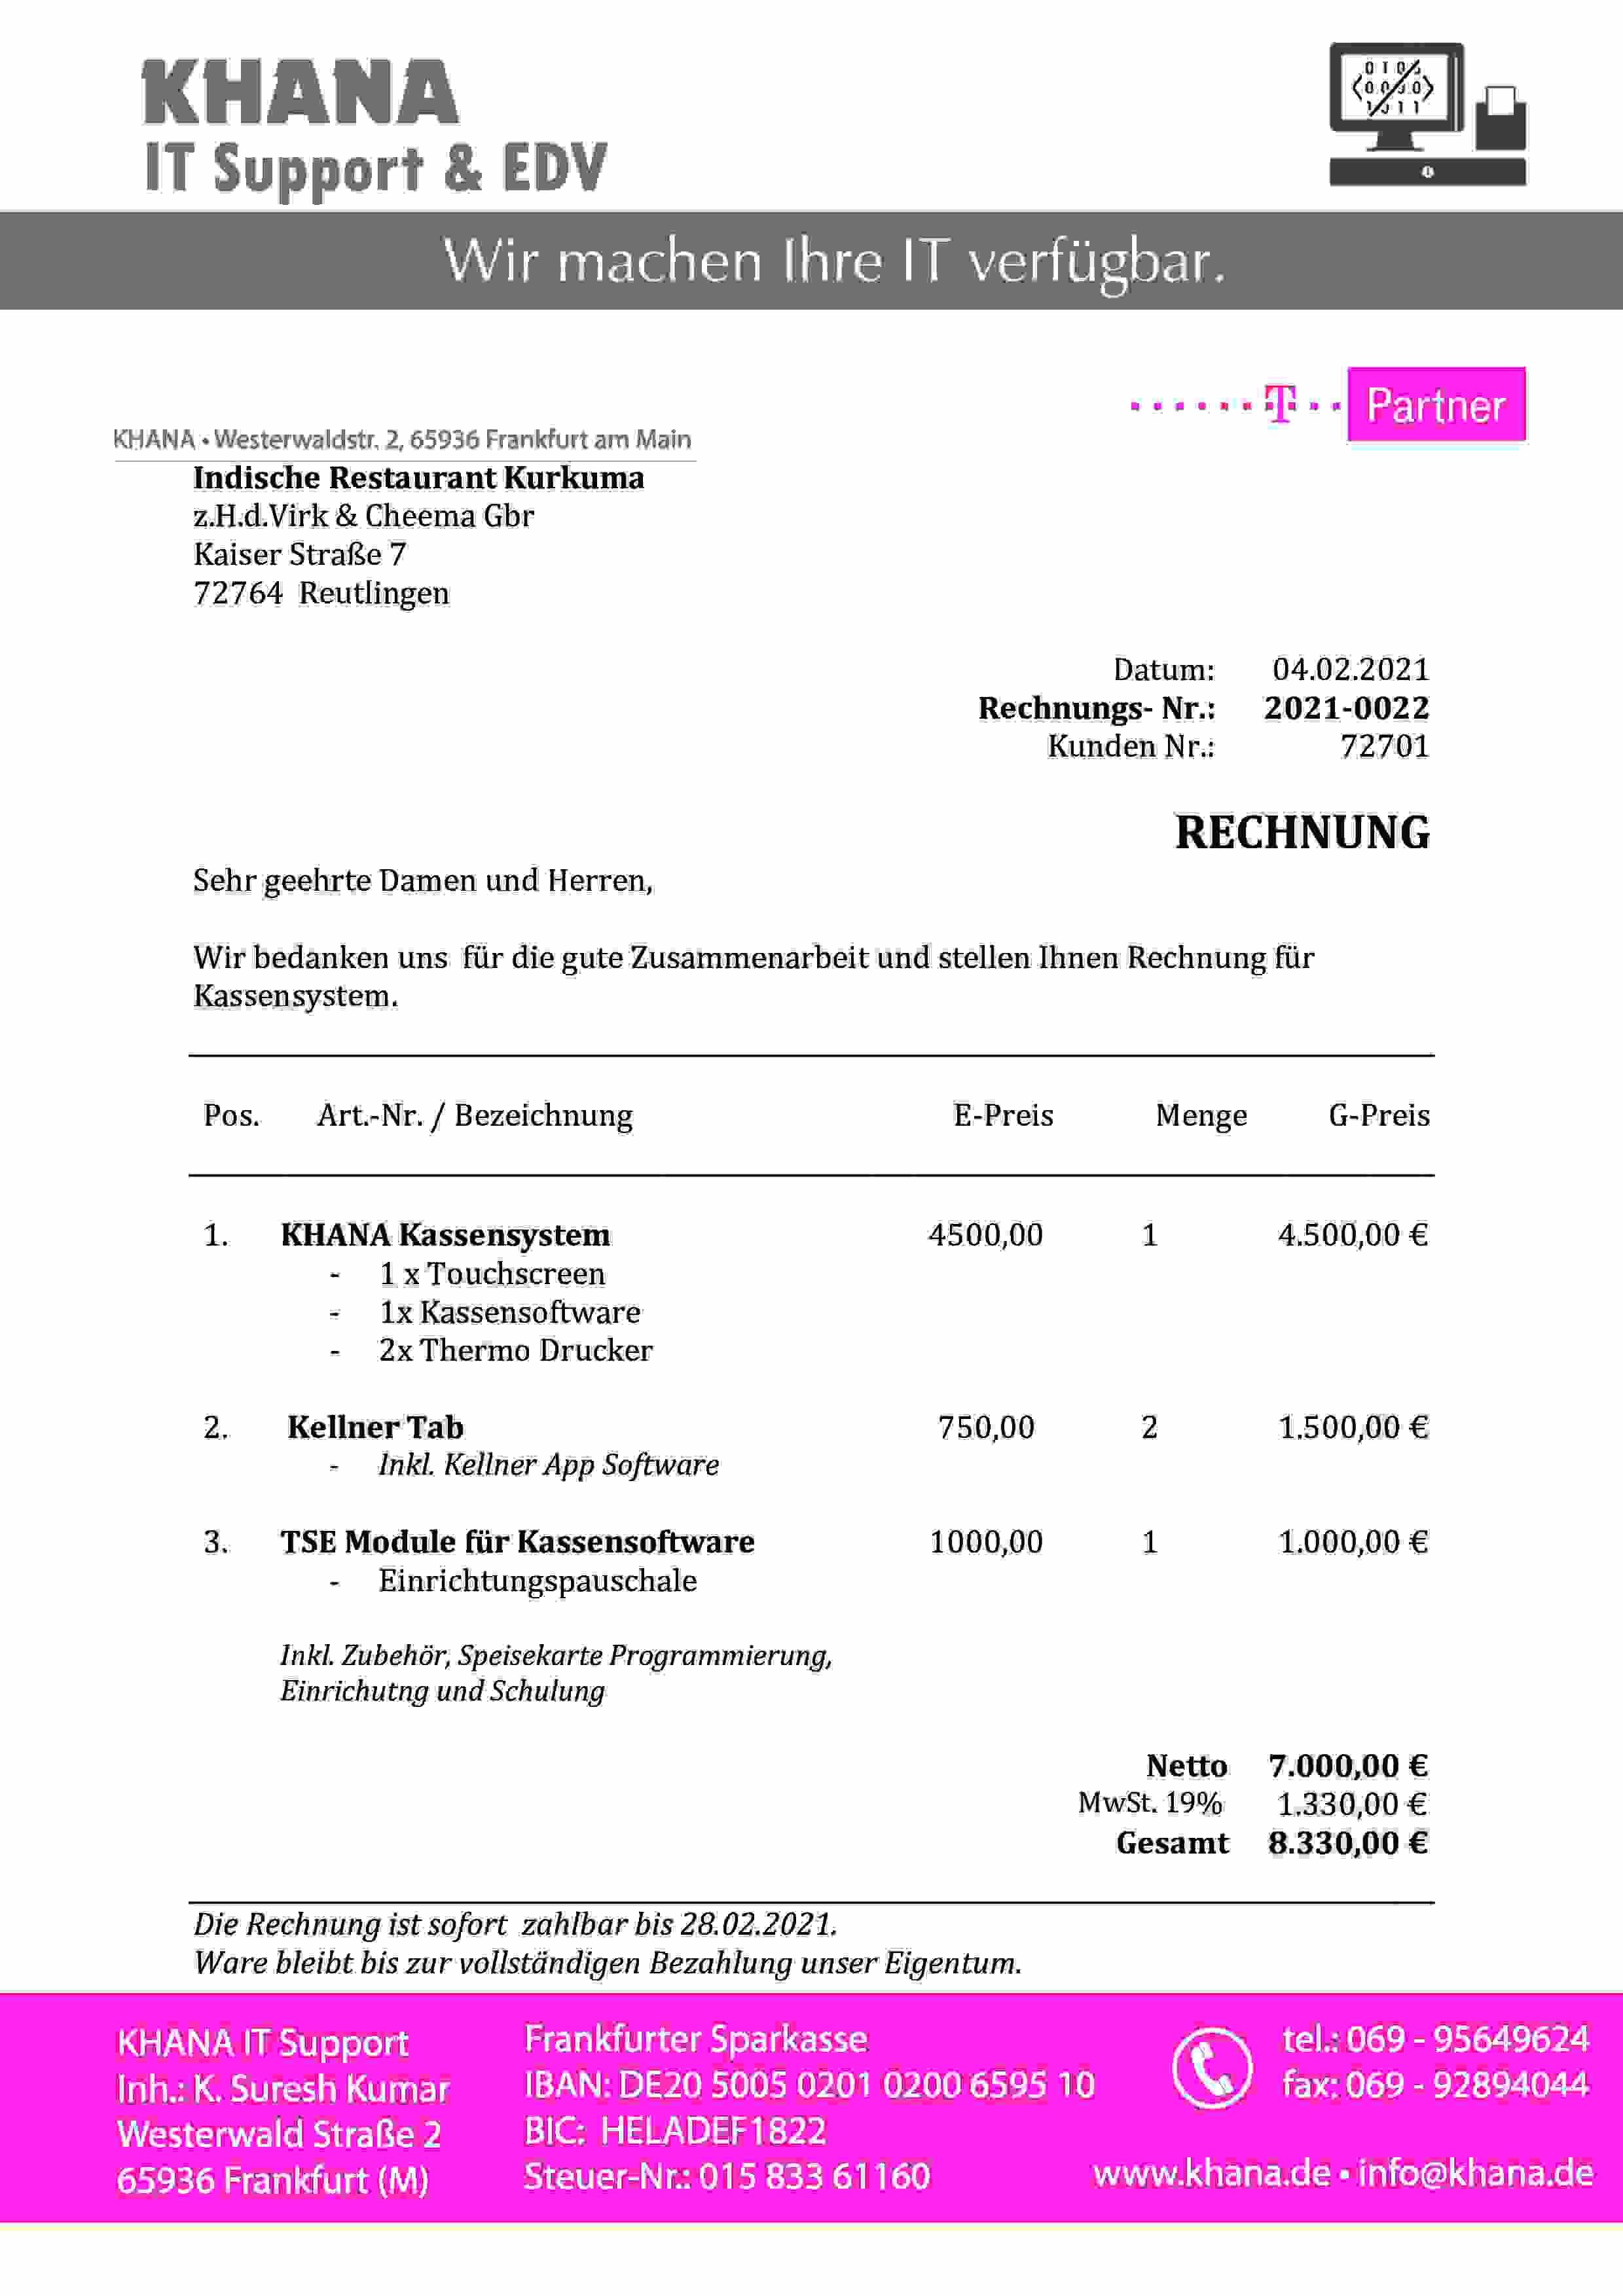 KHANA
IT Support & EDV
Wir machen Ihre IT verfügbar.
T Partner
KHANA • Westerwaldstr. 2, 65936 Frankfurt am Main
Indische Restaurant Kurkuma
z.H.d.Virk & Cheema Gbr
Kaiser Straße 7
72764 Reutlingen
Datum: 04.02.2021
Rechnungs- Nr.: 2021-0022
Kunden Nr.: 72701
RECHNUNG
Sehr geehrte Damen und Herren,
Wir bedanken uns für die gute Zusammenarbeit und stellen Ihnen Rechnung für
Kassensystem.
Pos. Art.-Nr. / Bezeichnung E-Preis Menge G-Preis
1. KHANA Kassensystem 4500,00 1 4.500,00 €
- 1 x Touchscreen
- 1x Kassensoftware
- 2x Thermo Drucker
2. Kellner Tab 750,00 2 1.500,00 €
- Inkl. Kellner App Software
3. TSE Module für Kassensoftware 1000,00 1 1.000,00 €
- Einrichtungspauschale
Inkl. Zubehör, Speisekarte Programmierung,
Einrichutng und Schulung
Netto 7.000,00 €
MwSt. 19% 1.330,00 €
Gesamt 8.330,00 €
Die Rechnung ist sofort zahlbar bis 28.02.2021.
Ware bleibt bis zur vollständigen Bezahlung unser Eigentum.
KHANA IT Support
Inh.: K. Suresh Kumar
Westerwald Straße 2
65936 Frankfurt (M)
Frankfurter Sparkasse
IBAN: DE20 5005 0201 0200 6595 10
BIC: HELADEF1822
Steuer-Nr.: 015 833 61160
tel.: 069 - 95649624
fax: 069 - 92894044
www.khana.de • info@khana.de